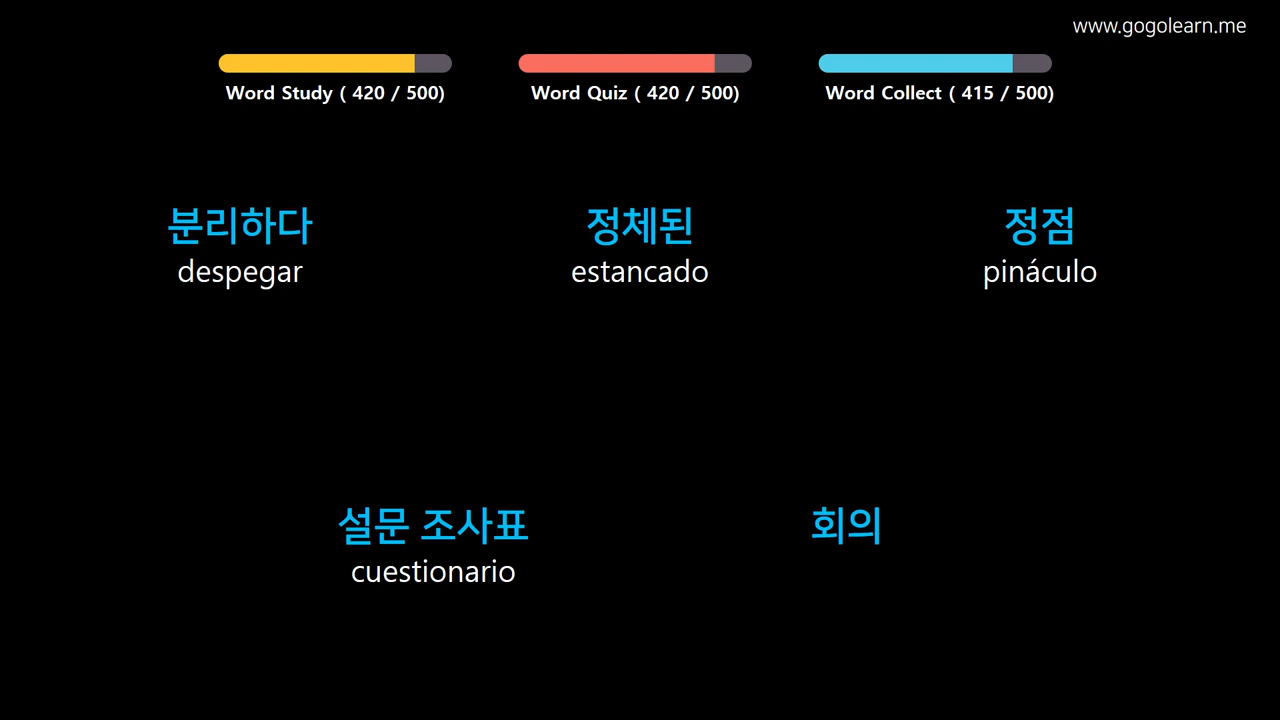 www.gogolearn.me
Word Study ( 420 / 500)
Word Quiz ( 420 / 500)
Word Collect ( 415 / 500)
분리하다
despegar
정체된
estancado
정점
pináculo
설문 조사표
cuestionario
회의